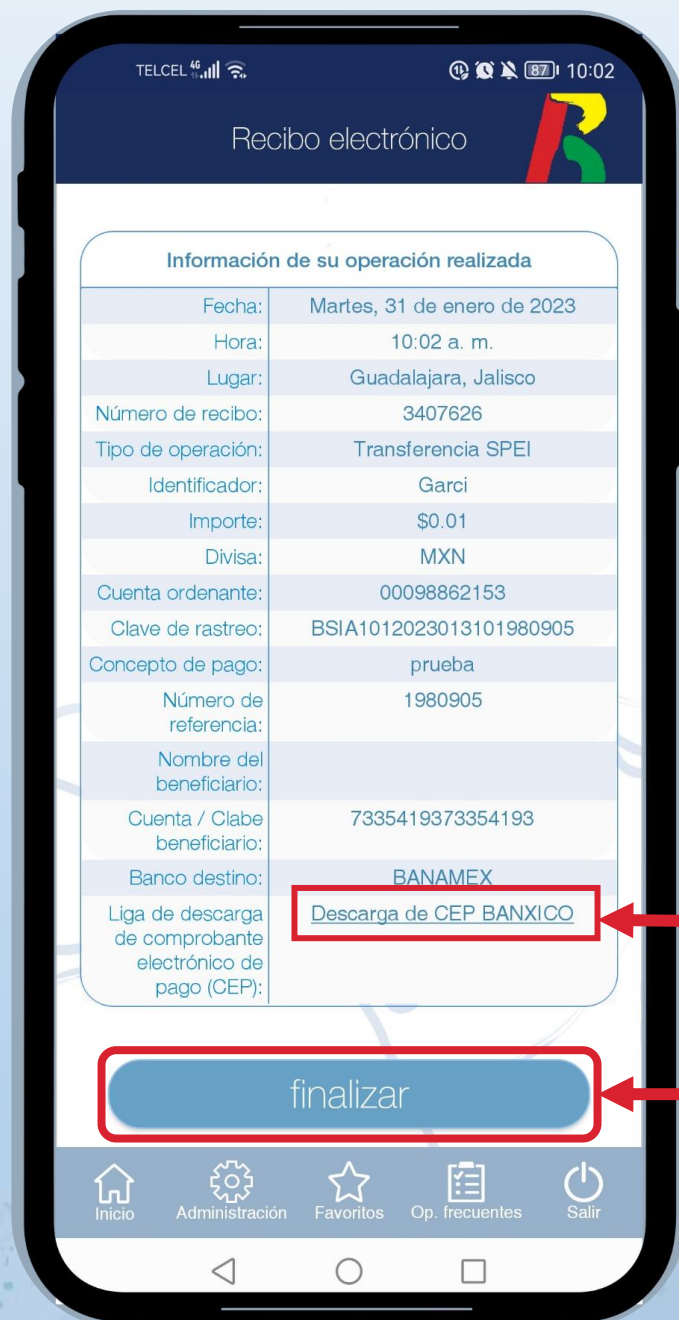 TELCEL 4G 87 10:02
Recibo electrónico
Información de su operación realizada
Fecha: Martes, 31 de enero de 2023
Hora: 10:02 a. m.
Lugar: Guadalajara, Jalisco
Número de recibo: 3407626
Tipo de operación: Transferencia SPEI
Identificador: Garci
Importe: $0.01
Divisa: MXN
Cuenta ordenante: 00098862153
Clave de rastreo: BSIA1012023013101980905
Concepto de pago: prueba
Número de 1980905
referencia:
Nombre del
beneficiario:
Cuenta / Clabe 7335419373354193
beneficiario:
Banco destino: BANAMEX
Liga de descarga Descarga de CEP BANXICO
de comprobante
electrónico de
pago (CEP):
finalizar
Inicio Administración Favoritos Op. frecuentes Salir